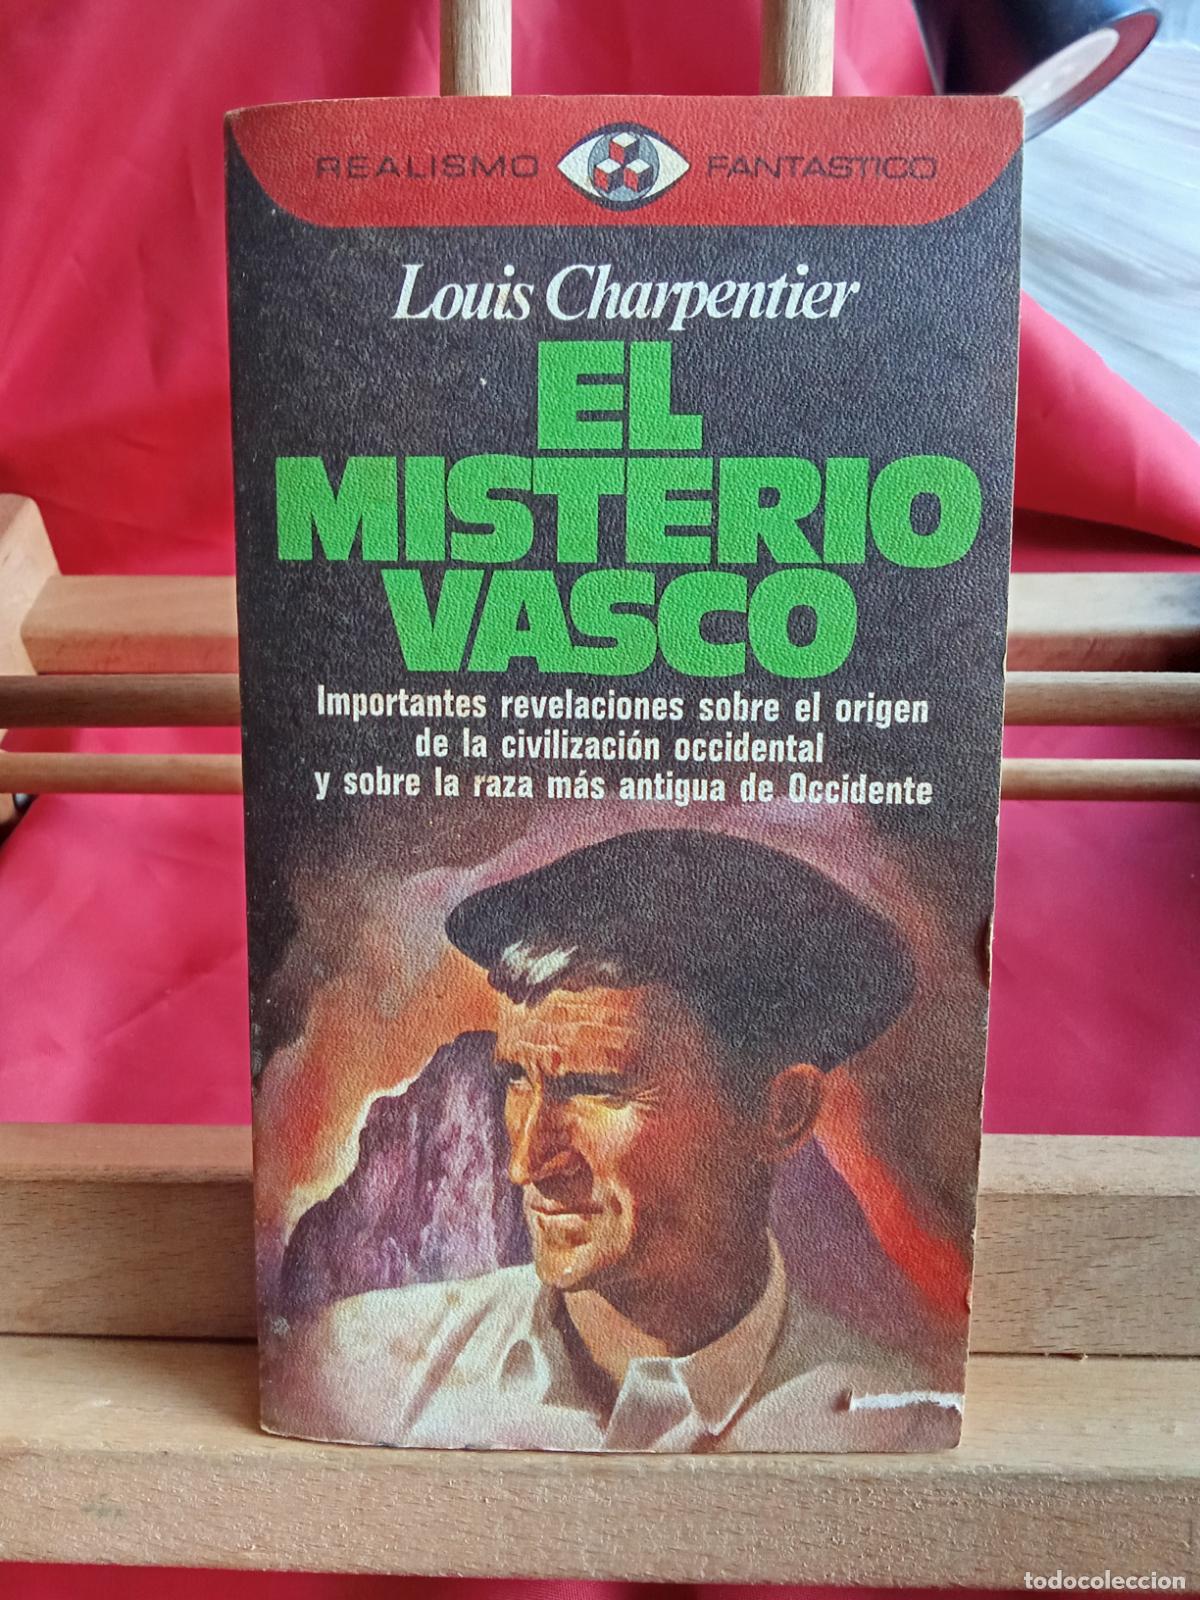 REALISMO FANTASTICO
Louis Charpentier
EL
MISTERIO
VASCO
Importantes revelaciones sobre el origen
de la civilización occidental
y sobre la raza más antigua de Occidente
todocoleccion